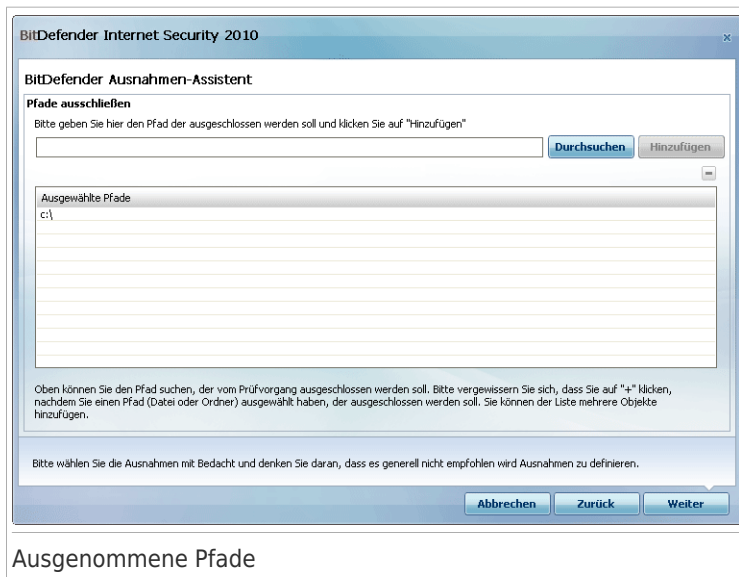 BitDefender Internet Security 2010
BitDefender Ausnahmen-Assistent
Pfade ausschließen
Bitte geben Sie hier den Pfad der ausgeschlossen werden soll und klicken Sie auf "Hinzufügen"
Durchsuchen
Hinzufügen
Ausgewählte Pfade
c:\
Oben können Sie den Pfad suchen, der vom Prüfvorgang ausgeschlossen werden soll. Bitte vergewissern Sie sich, dass Sie auf "+" klicken,
nachdem Sie einen Pfad (Datei oder Ordner) ausgewählt haben, der ausgeschlossen werden soll. Sie können der Liste mehrere Objekte
hinzufügen.
Bitte wählen Sie die Ausnahmen mit Bedacht und denken Sie daran, dass es generell nicht empfohlen wird Ausnahmen zu definieren.
Abbrechen
Zurück
Weiter
Ausgenommene Pfade